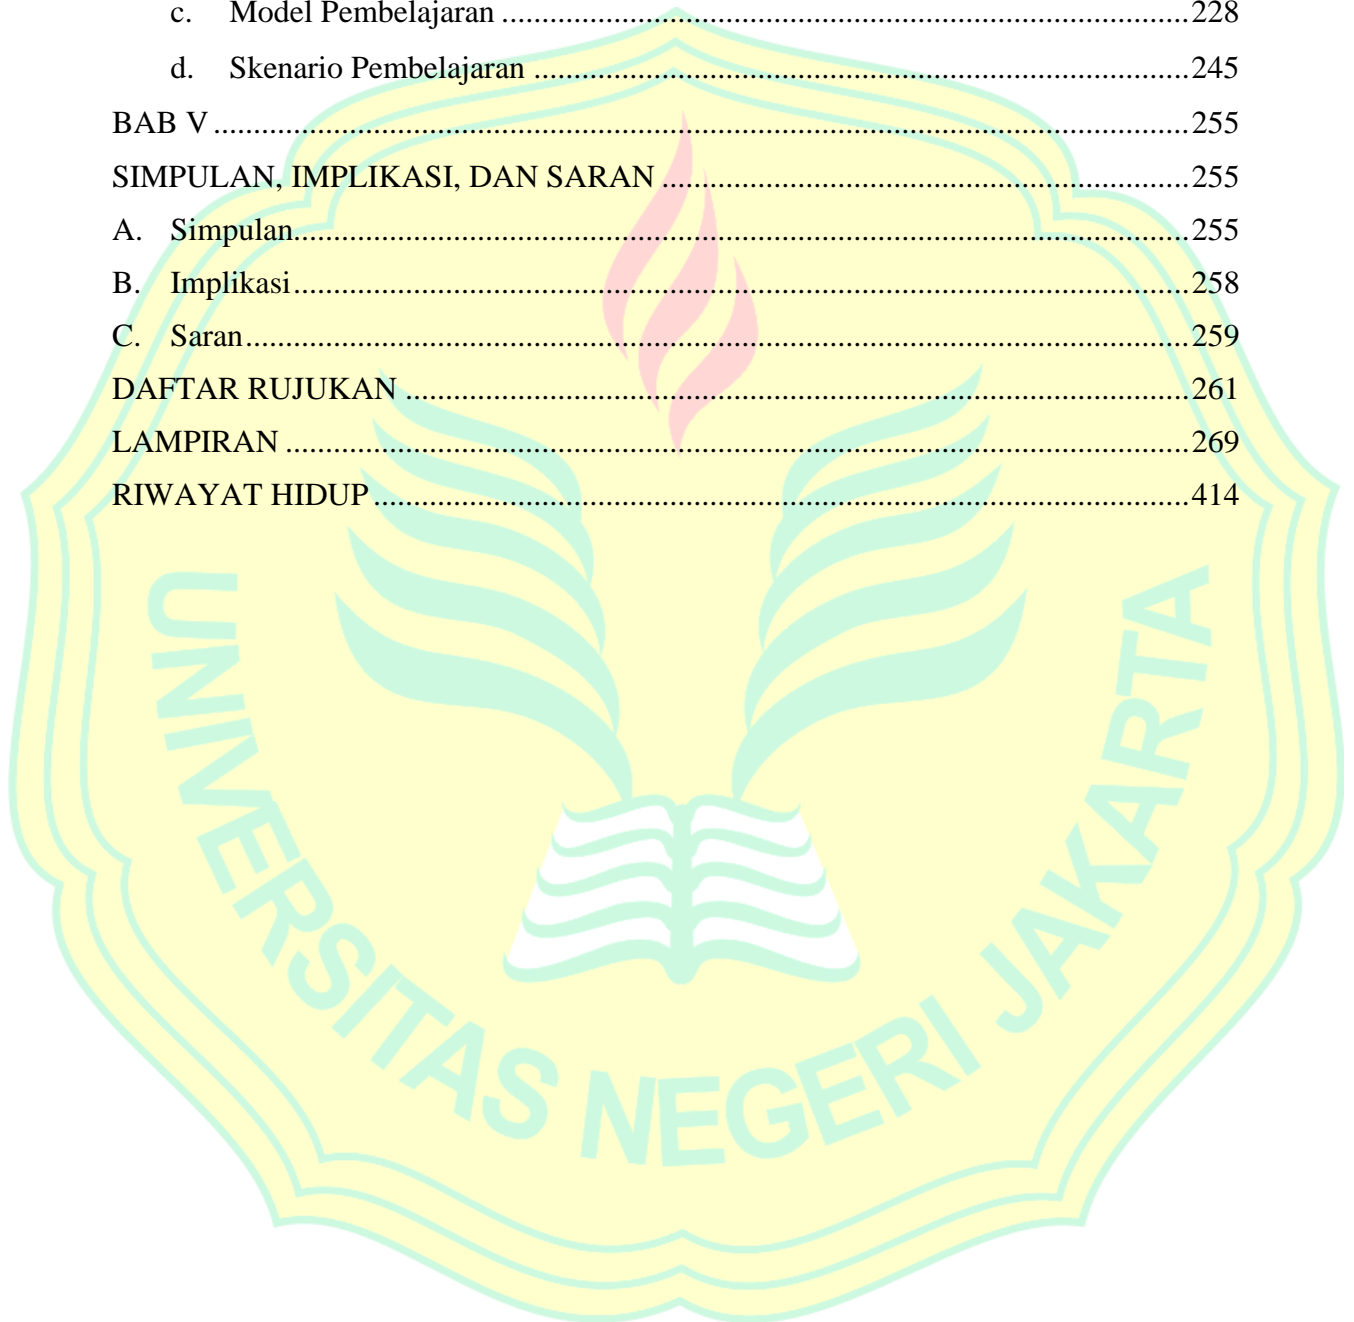 c. Model Pembelajaran ........................................................................................ 228
d. Skenario Pembelajaran .................................................................................... 245
BAB V ............................................................................................................................ 255
SIMPULAN, IMPLIKASI, DAN SARAN ................................................................... 255
A. Simpulan ................................................................................................................. 255
B. Implikasi ................................................................................................................. 258
C. Saran ....................................................................................................................... 259
DAFTAR RUJUKAN .................................................................................................... 261
LAMPIRAN ................................................................................................................... 269
RIWAYAT HIDUP ........................................................................................................ 414
UNIVERSITAS NEGERI JAKARTA